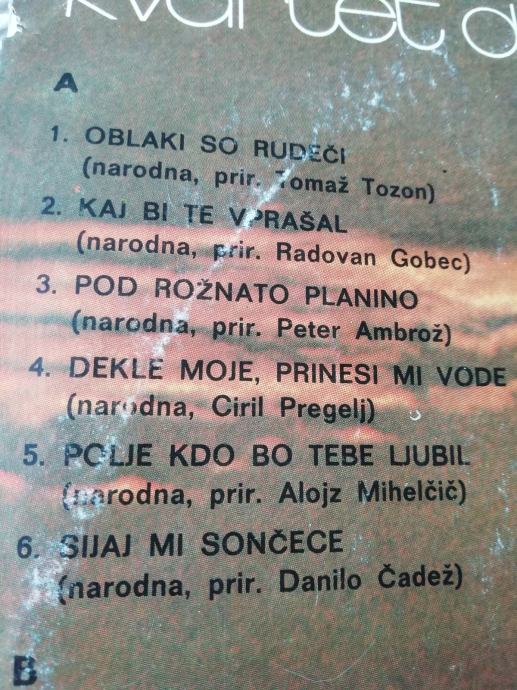 kvartet d
A
1. OBLAKI SO RUDEČI
(narodna, prir. Tomaž Tozon)
2. KAJ BI TE VPRAŠAL
(narodna, prir. Radovan Gobec)
3. POD ROŽNATO PLANINO
(narodna, prir. Peter Ambrož)
4. DEKLE MOJE, PRINESI MI VODE
(narodna, Ciril Pregelj)
5. POLJE KDO BO TEBE LJUBIL
(narodna, prir. Alojz Mihelčič)
6. SIJAJ MI SONČECE
(narodna, prir. Danilo Čadež)
B